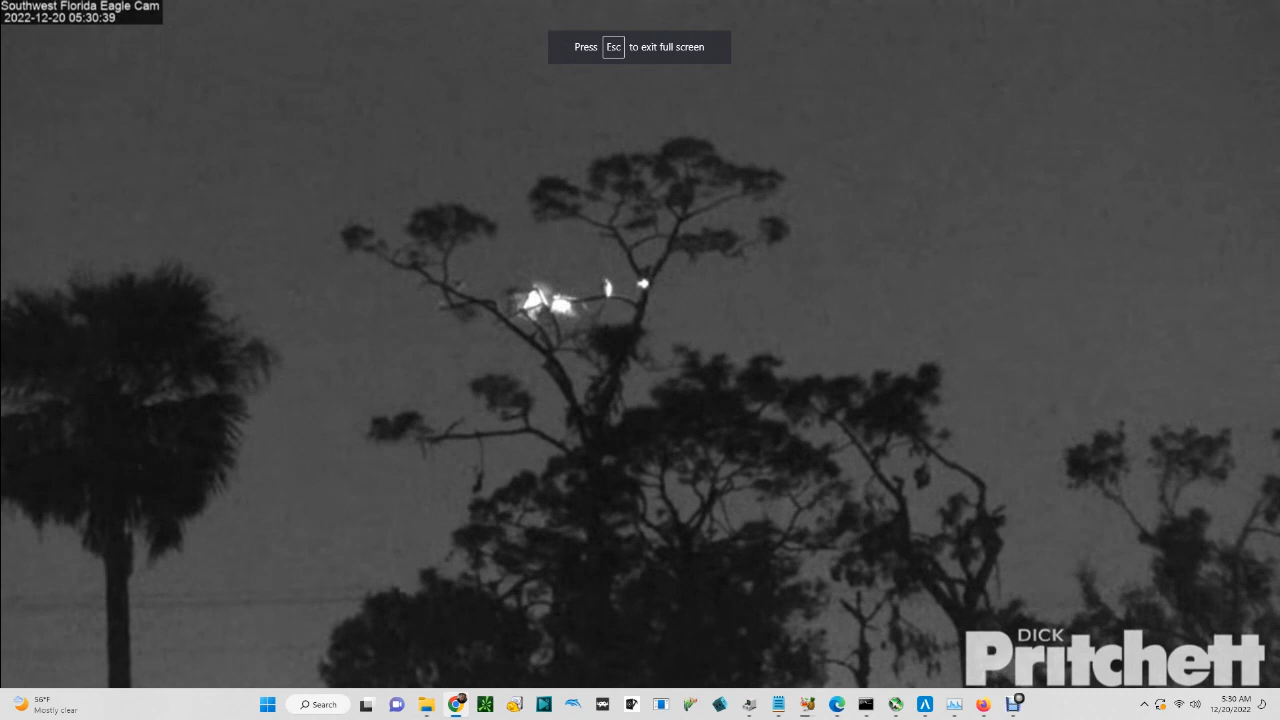 Southwest Florida Eagle Cam
2022-12-20 05:30:39
Press Esc to exit full screen
DICK
Pritchett
56°F
Mostly clear
Search
5:30 AM
12/20/2022